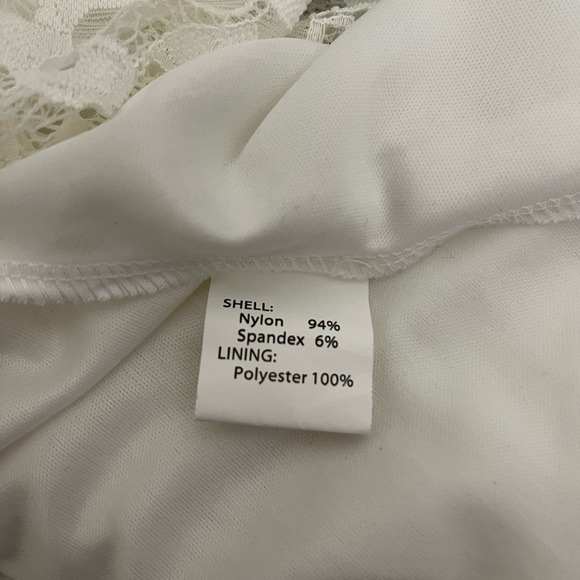 SHELL:
Nylon 94%
Spandex 6%
LINING:
Polyester 100%